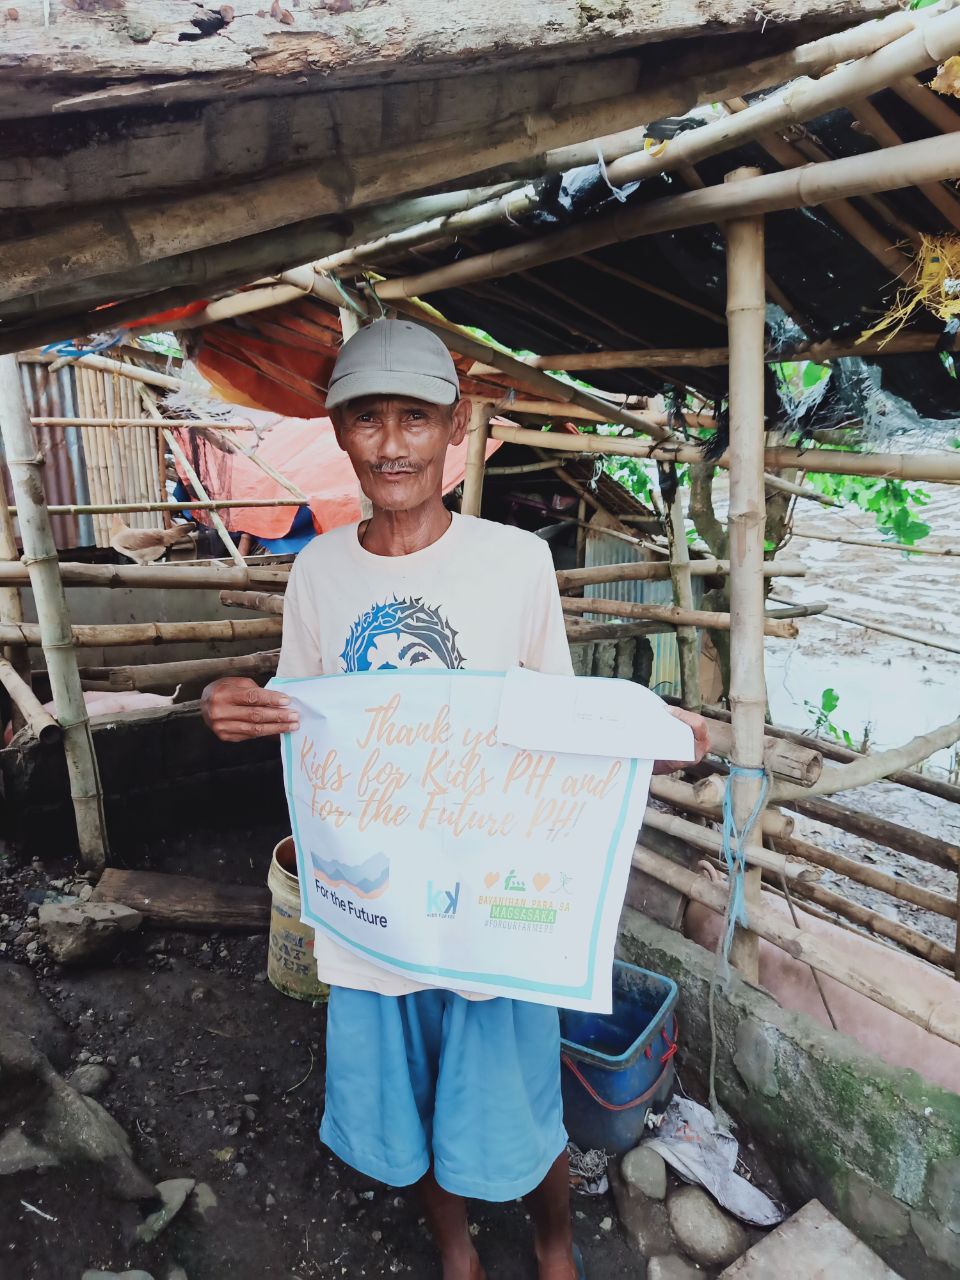 Thank yo
Kids for Kids PH and
For the Future PH!
For the Future
kk
KIDS FOR KIDS
BAYANIHAN PARA SA
MAGSASAKA
#FOROURFARMERS